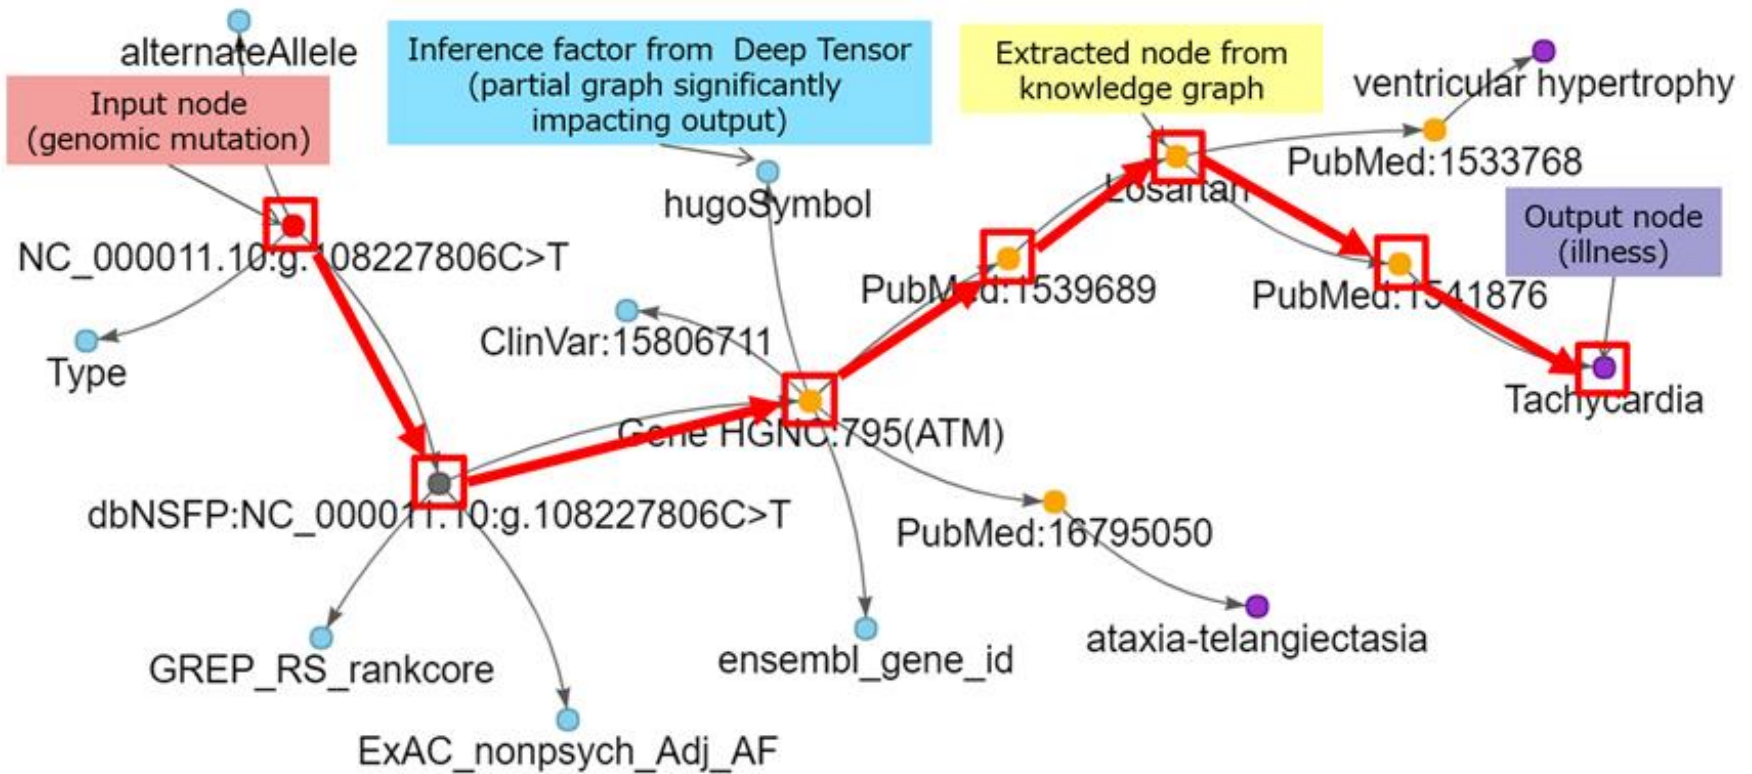 alternateAllele
Input node
(genomic mutation)
Inference factor from Deep Tensor
(partial graph significantly
impacting output)
Extracted node from
knowledge graph
ventricular hypertrophy
PubMed:1533768
hugoSymbol
Losartan
Output node
(illness)
NC_000011.10:g.108227806C>T
PubMed:1539689
PubMed:1541876
ClinVar:15806711
Type
Tachycardia
Gene HGNC:795(ATM)
dbNSFP:NC_000011.10:g.108227806C>T
PubMed:16795050
GREP_RS_rankcore
ensembl_gene_id
ataxia-telangiectasia
ExAC_nonpsych_Adj_AF